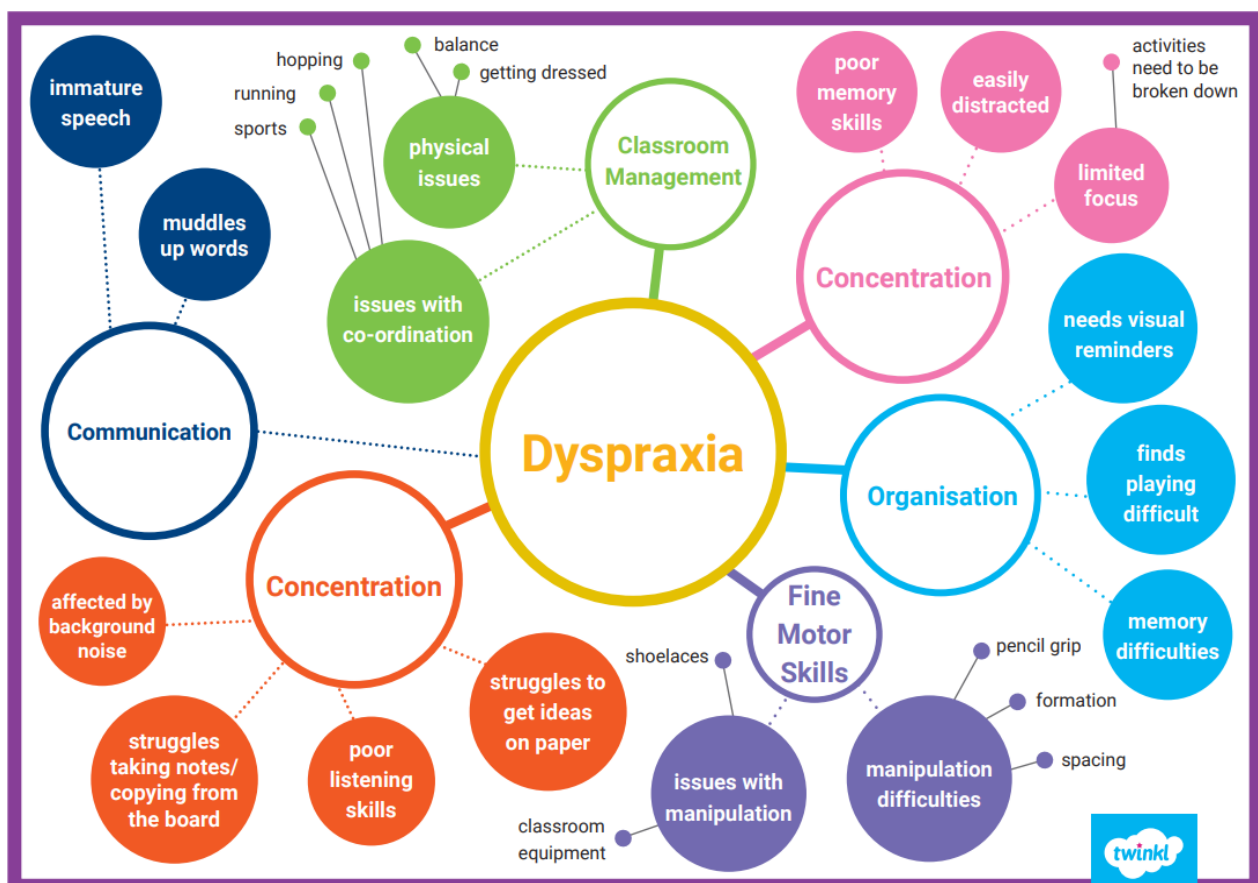 immature
speech
muddles
up words
Communication
balance
getting dressed
hopping
running
sports
physical
issues
issues with
co-ordination
Classroom
Management
poor
memory
skills
easily
distracted
activities
need to be
broken down
limited
focus
Concentration
Dyspraxia
needs visual
reminders
finds
playing
difficult
memory
difficulties
Organisation
Concentration
affected by
background
noise
struggles
taking notes/
copying from
the board
poor
listening
skills
struggles to
get ideas
on paper
Fine
Motor
Skills
shoelaces
issues with
manipulation
classroom
equipment
pencil grip
formation
spacing
manipulation
difficulties
twinkl